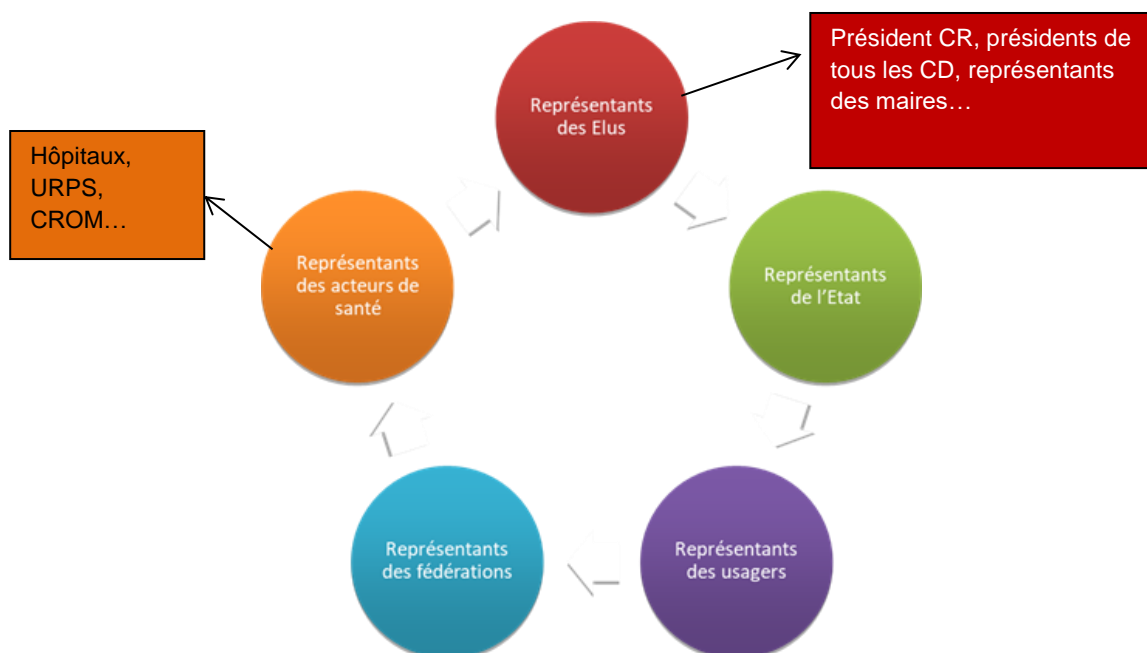 Président CR, présidents de
tous les CD, représentants
des maires…
Représentants
des Elus
Hôpitaux,
URPS,
CROM…
Représentants
des acteurs de
santé
Représentants
de l’Etat
Représentants
des fédérations
Représentants
des usagers